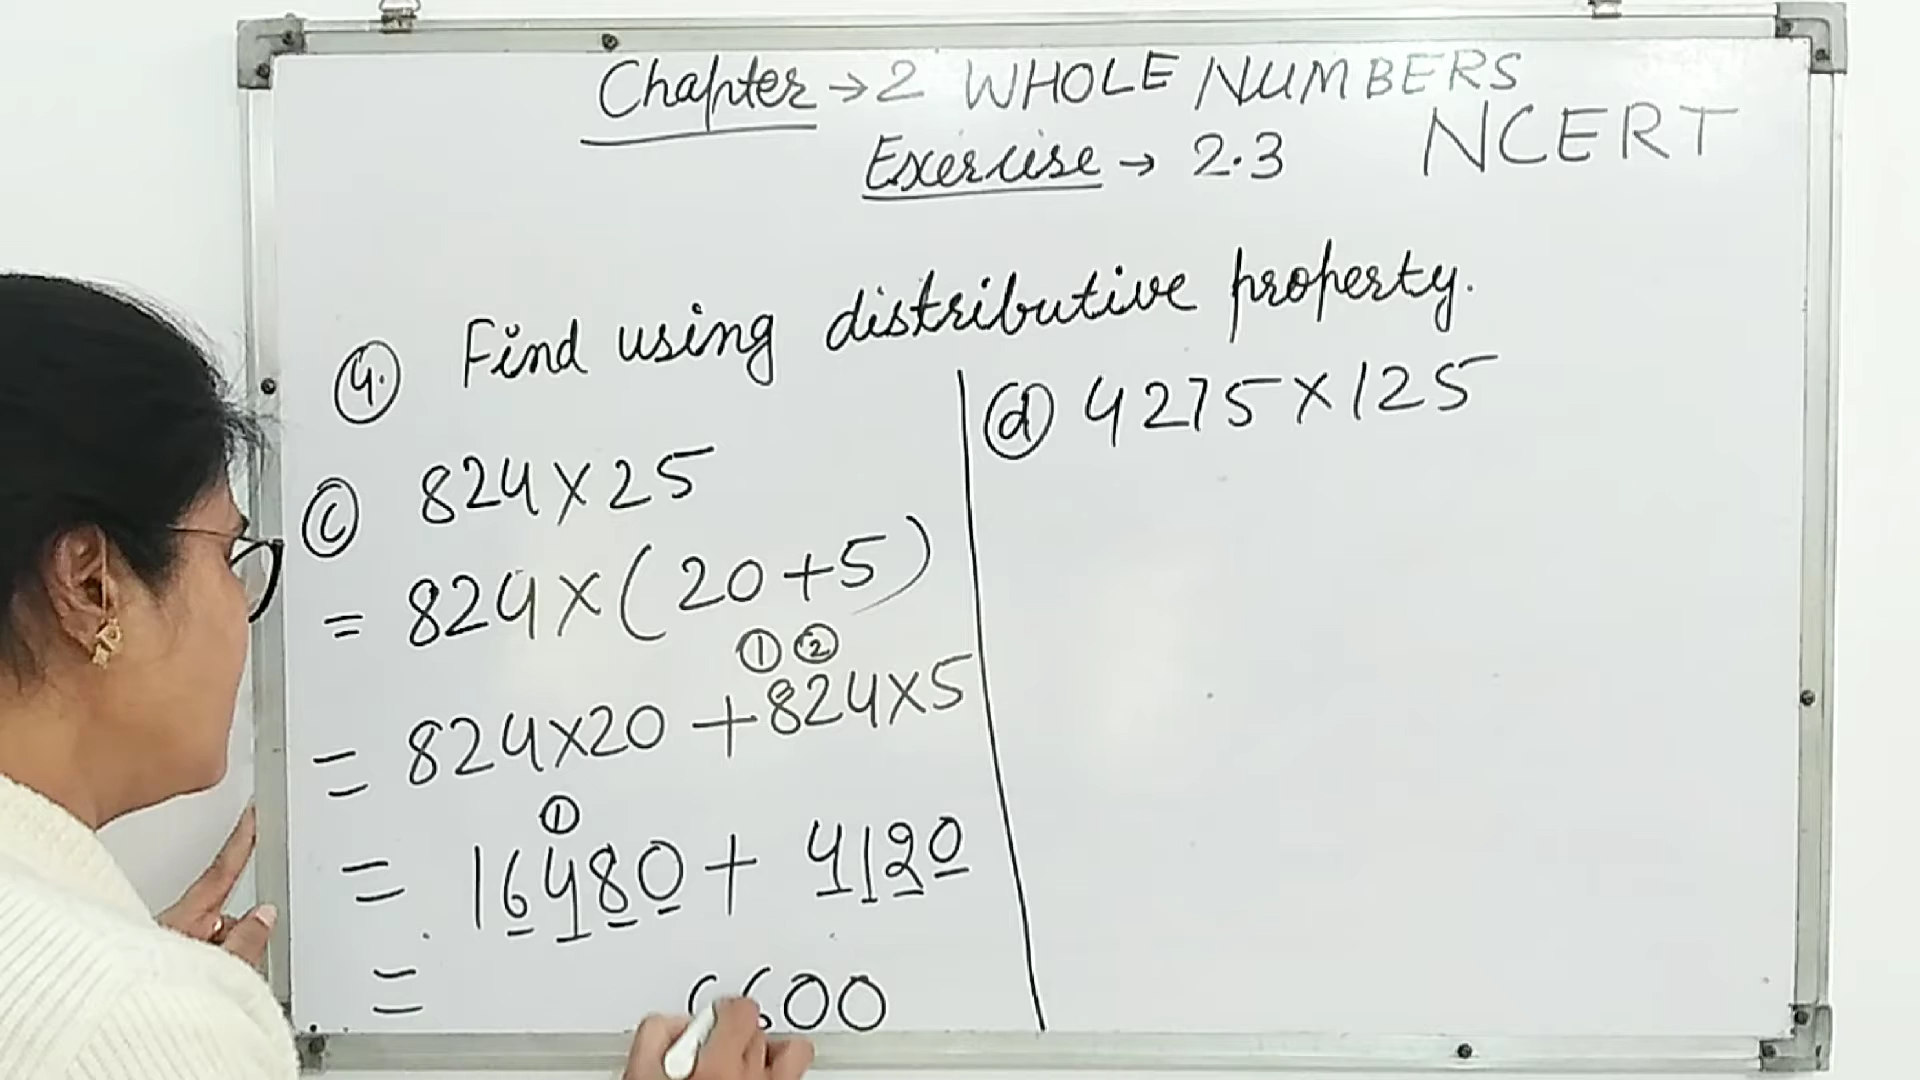 Chapter → 2 WHOLE NUMBERS
Exercise → 2.3 NCERT
4. Find using distributive property.
c 824 × 25
= 824 × (20 + 5)
① ②
= 824 × 20 + 824 × 5
①
= 16480 + 4120
= 600
d 4275 × 125